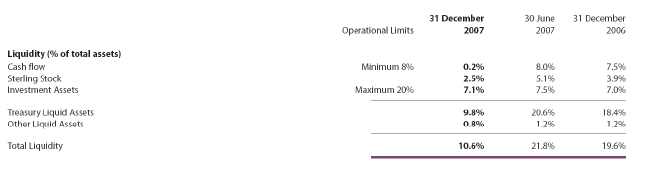 31 December 30 June 31 December
Operational Limits 2007 2007 2006
Liquidity (% of total assets)
Cash flow Minimum 8% 0.2% 8.0% 7.5%
Sterling Stock 2.5% 5.1% 3.9%
Investment Assets Maximum 20% 7.1% 7.5% 7.0%
Treasury Liquid Assets 9.8% 20.6% 18.4%
Other Liquid Assets 0.8% 1.2% 1.2%
Total Liquidity 10.6% 21.8% 19.6%